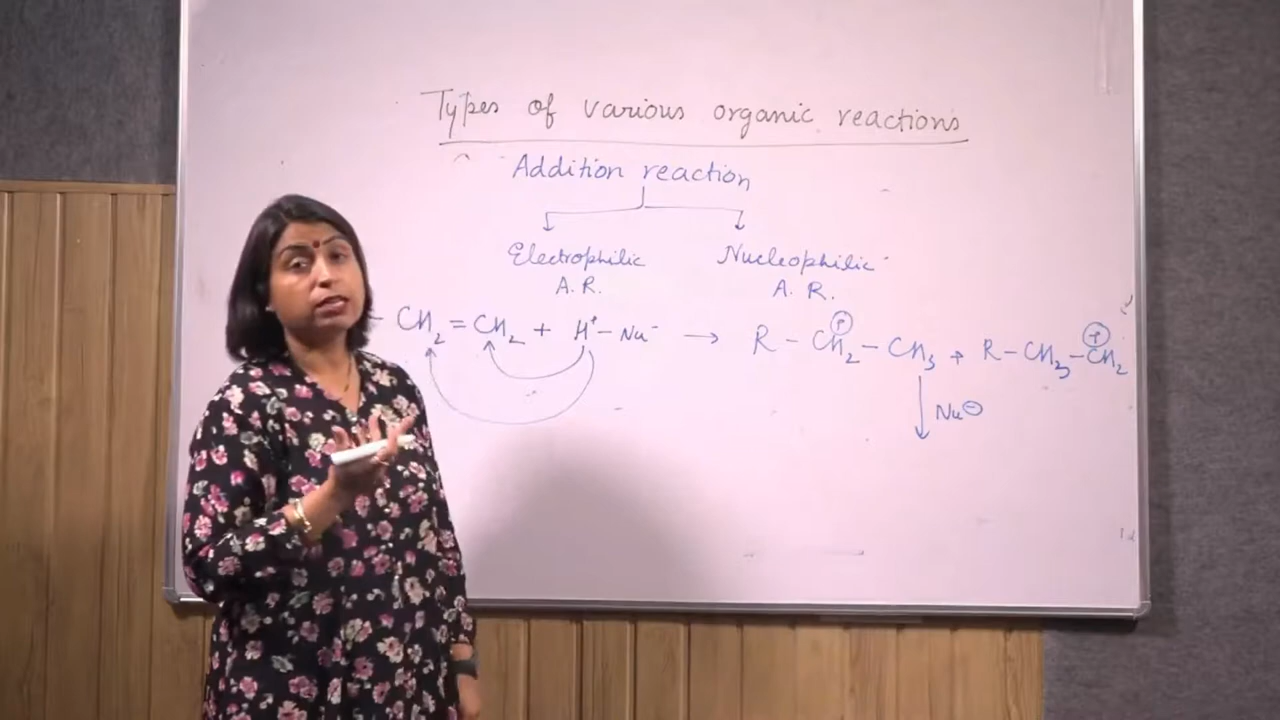 Types of various organic reactions
Addition reaction
Electrophilic Nucleophilic
A.R. A.R.
- CH₂ = CH₂ + H⁺ - Nu⁻ → R - CH₂⊕ - CH₃ + R - CH₃ - CH₂⊕
Nu⊖